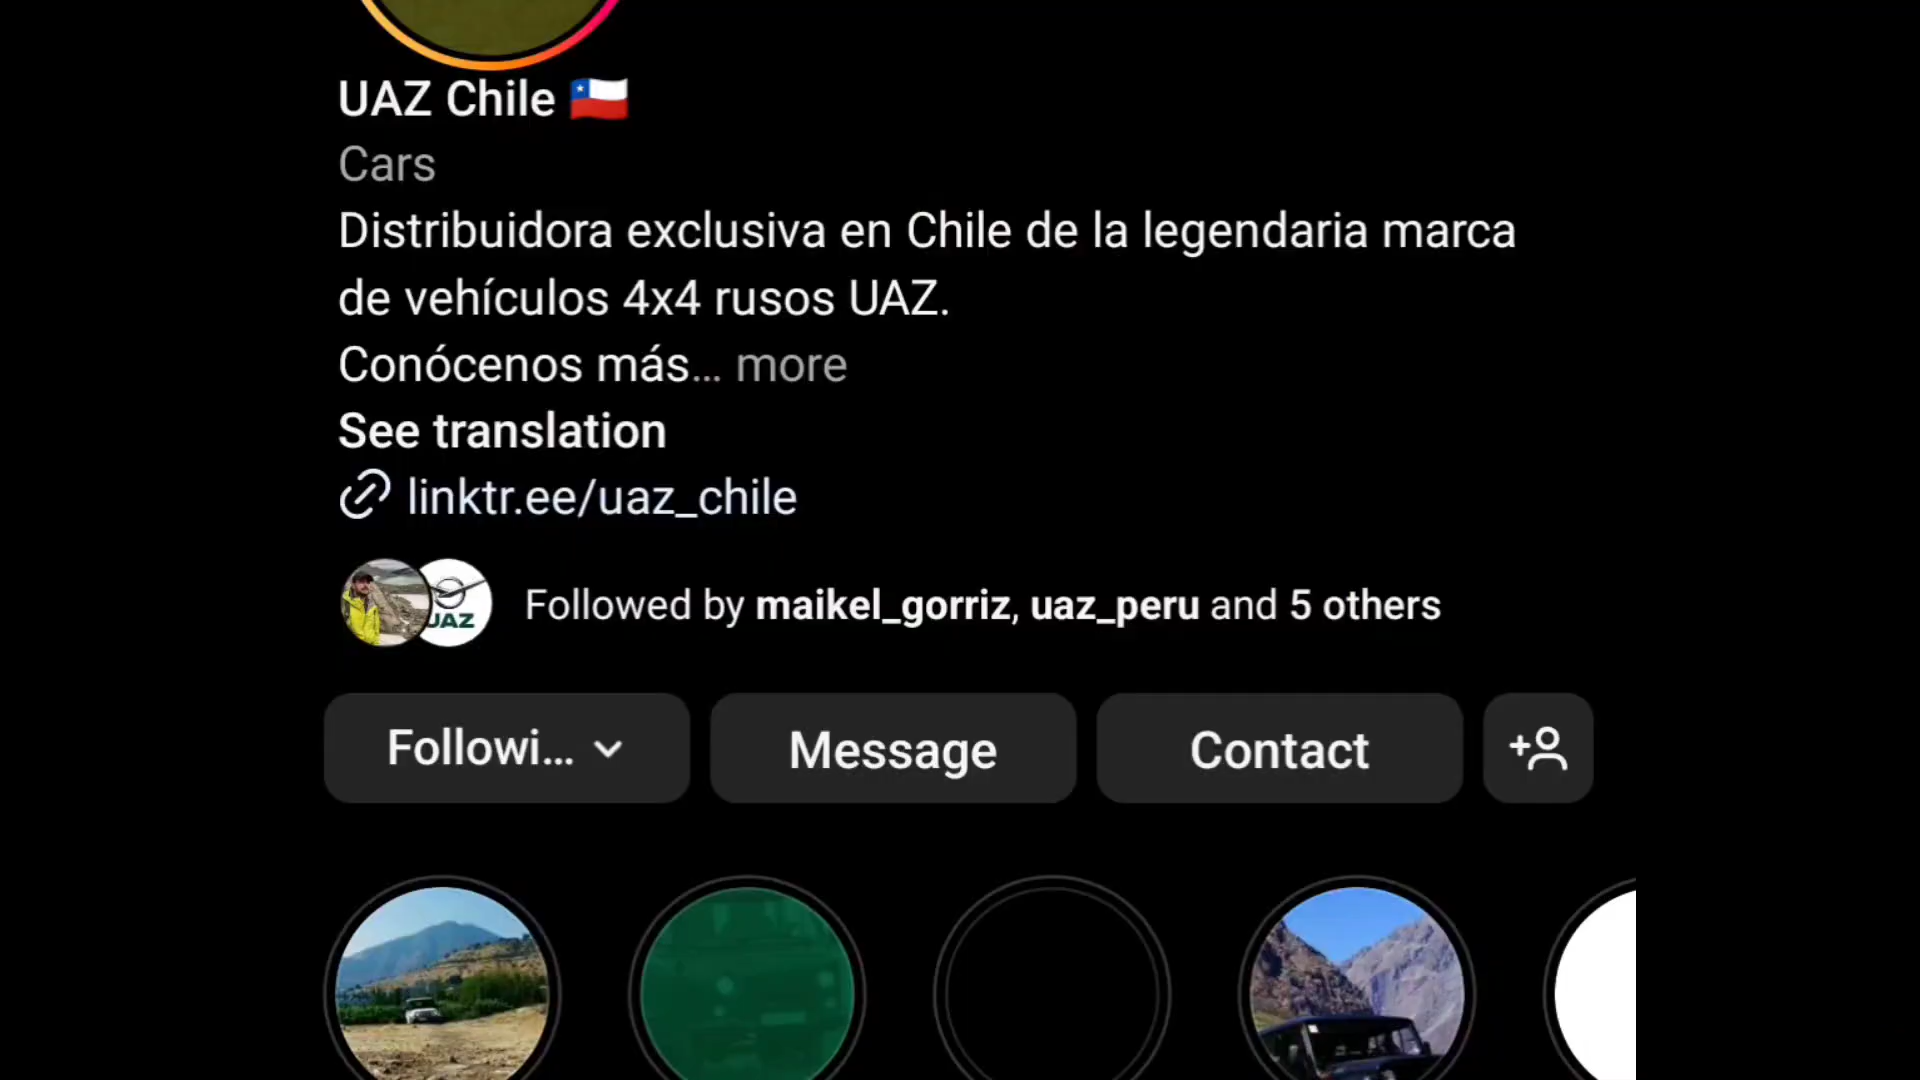 UAZ Chile 🇨🇱
Cars
Distribuidora exclusiva en Chile de la legendaria marca
de vehículos 4x4 rusos UAZ.
Conócenos más... more
See translation
linktr.ee/uaz_chile
UAZ
Followed by maikel_gorriz, uaz_peru and 5 others
Followi...
Message
Contact